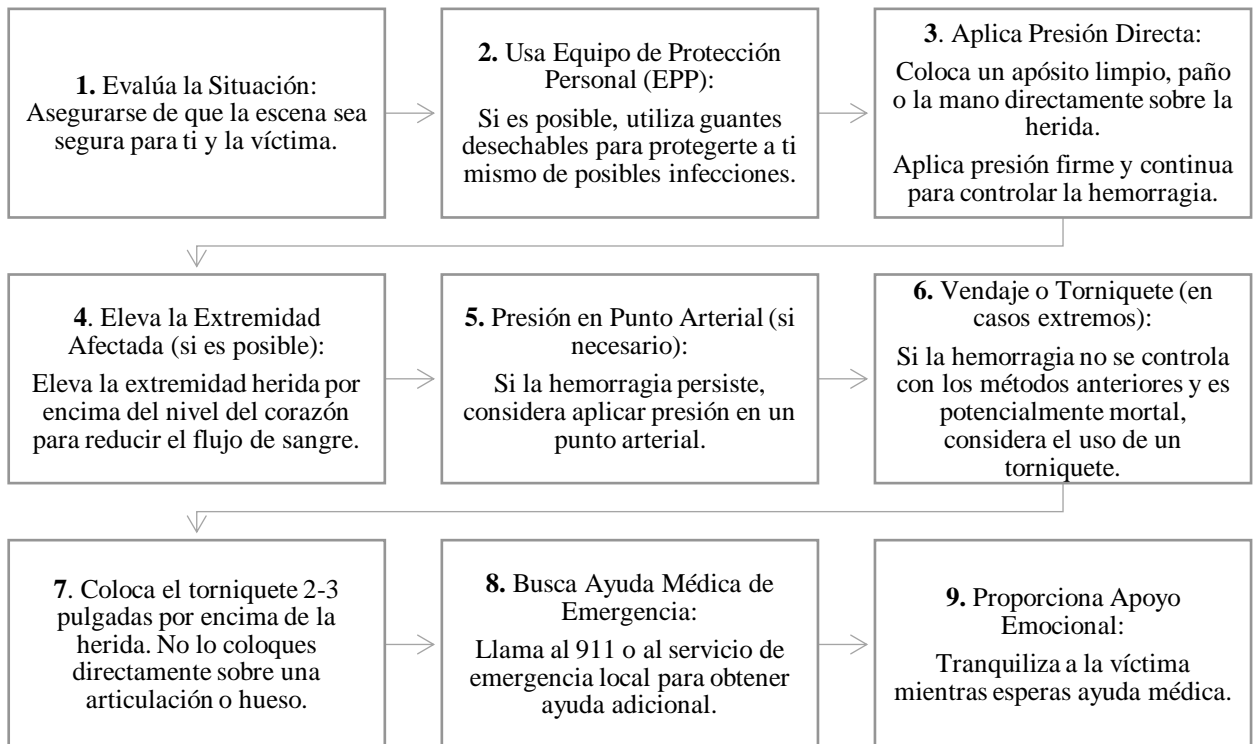 1. Evalúa la Situación:
Asegurarse de que la escena sea
segura para ti y la víctima.
2. Usa Equipo de Protección
Personal (EPP):
Si es posible, utiliza guantes
desechables para protegerte a ti
mismo de posibles infecciones.
3. Aplica Presión Directa:
Coloca un apósito limpio, paño
o la mano directamente sobre la
herida.
Aplica presión firme y continua
para controlar la hemorragia.
4. Eleva la Extremidad
Afectada (si es posible):
Eleva la extremidad herida por
encima del nivel del corazón
para reducir el flujo de sangre.
5. Presión en Punto Arterial (si
necesario):
Si la hemorragia persiste,
considera aplicar presión en un
punto arterial.
6. Vendaje o Torniquete (en
casos extremos):
Si la hemorragia no se controla
con los métodos anteriores y es
potencialmente mortal,
considera el uso de un
torniquete.
7. Coloca el torniquete 2-3
pulgadas por encima de la
herida. No lo coloques
directamente sobre una
articulación o hueso.
8. Busca Ayuda Médica de
Emergencia:
Llama al 911 o al servicio de
emergencia local para obtener
ayuda adicional.
9. Proporciona Apoyo
Emocional:
Tranquiliza a la víctima
mientras esperas ayuda médica.